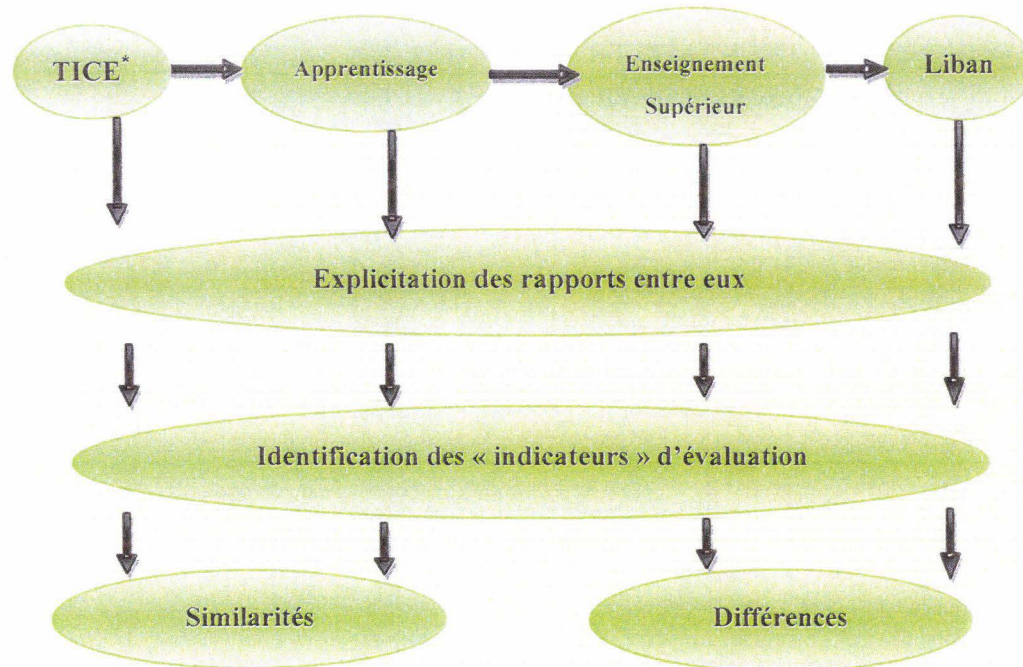 TICE*
Apprentissage
Enseignement
Supérieur
Liban
Explicitation des rapports entre eux
Identification des « indicateurs » d'évaluation
Similarités
Différences